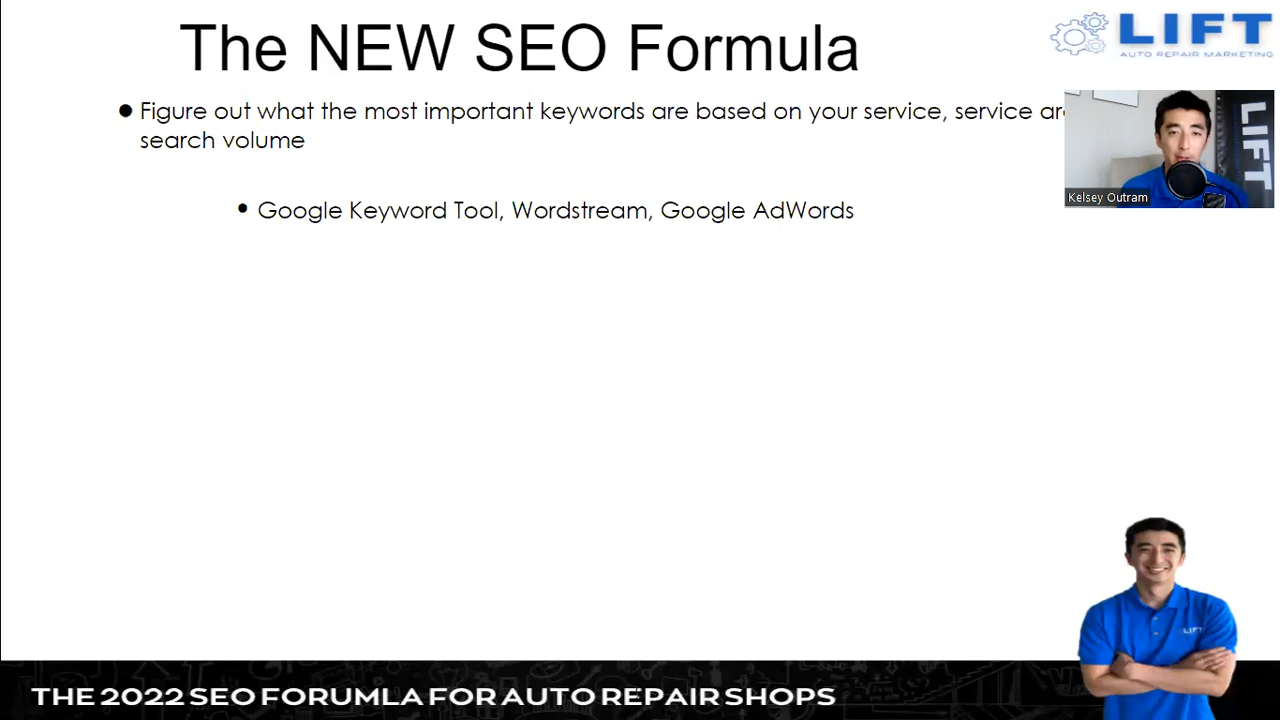 The NEW SEO Formula
LIFT
AUTO REPAIR MARKETING
Figure out what the most important keywords are based on your service, service
search volume
LIFT
Kelsey Outram
Google Keyword Tool, Wordstream, Google AdWords
LIFT
THE 2022 SEO FORUMLA FOR AUTO REPAIR SHOPS